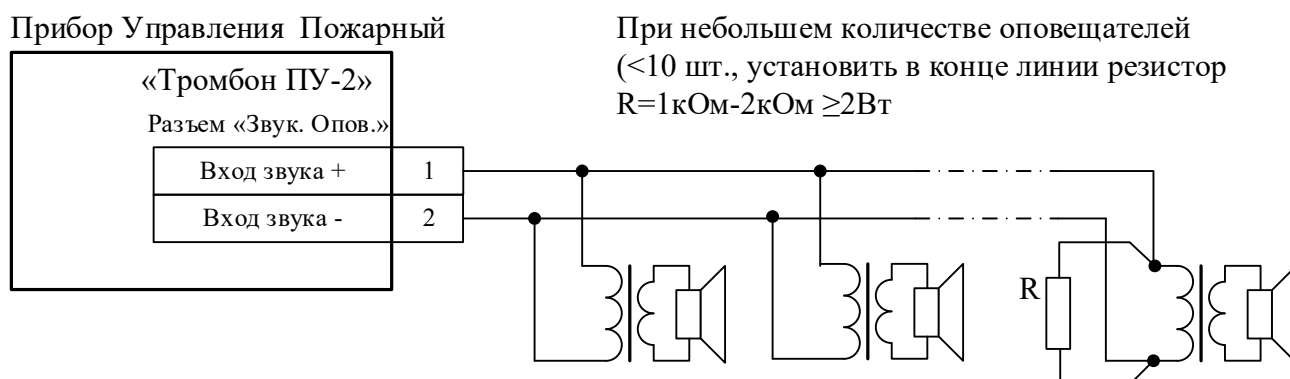 Прибор Управления Пожарный
«Тромбон ПУ-2»
Разъем «Звук. Опов.»
Вход звука + 1
Вход звука - 2
При небольшем количестве оповещателей
(<10 шт., установить в конце линии резистор
R=1кОм-2кОм ≥2Вт
R